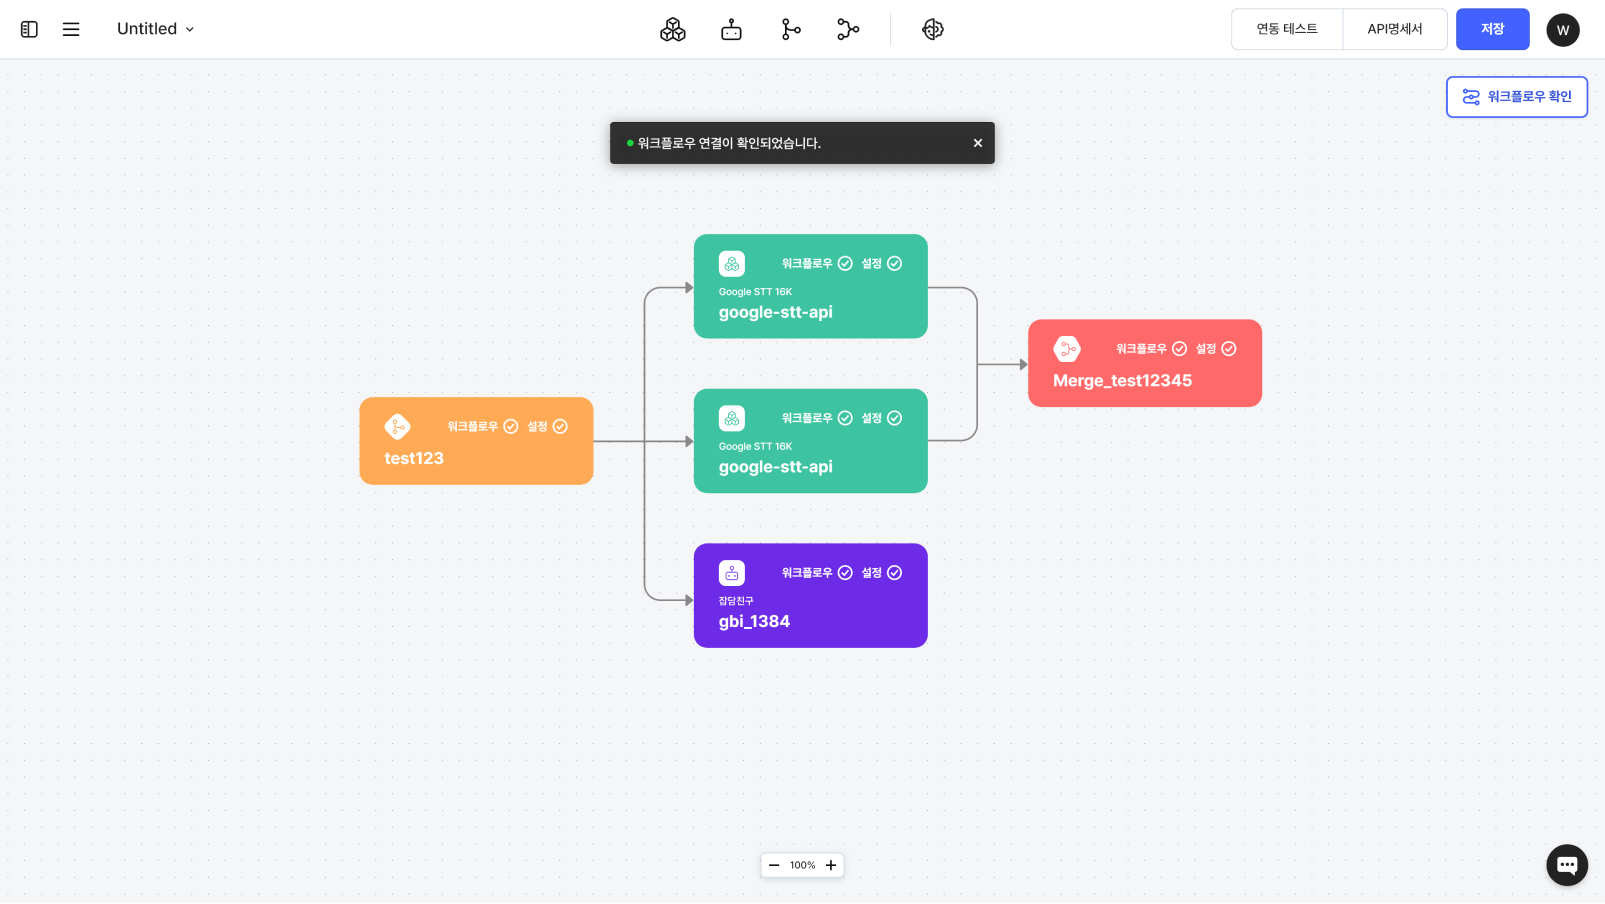 Untitled
연동 테스트
API명세서
저장
W
워크플로우 확인
워크플로우 연결이 확인되었습니다.
워크플로우 설정
Google STT 16K
google-stt-api
워크플로우 설정
Merge_test12345
워크플로우 설정
Google STT 16K
google-stt-api
워크플로우 설정
test123
워크플로우 설정
잡담친구
gbi_1384
100%